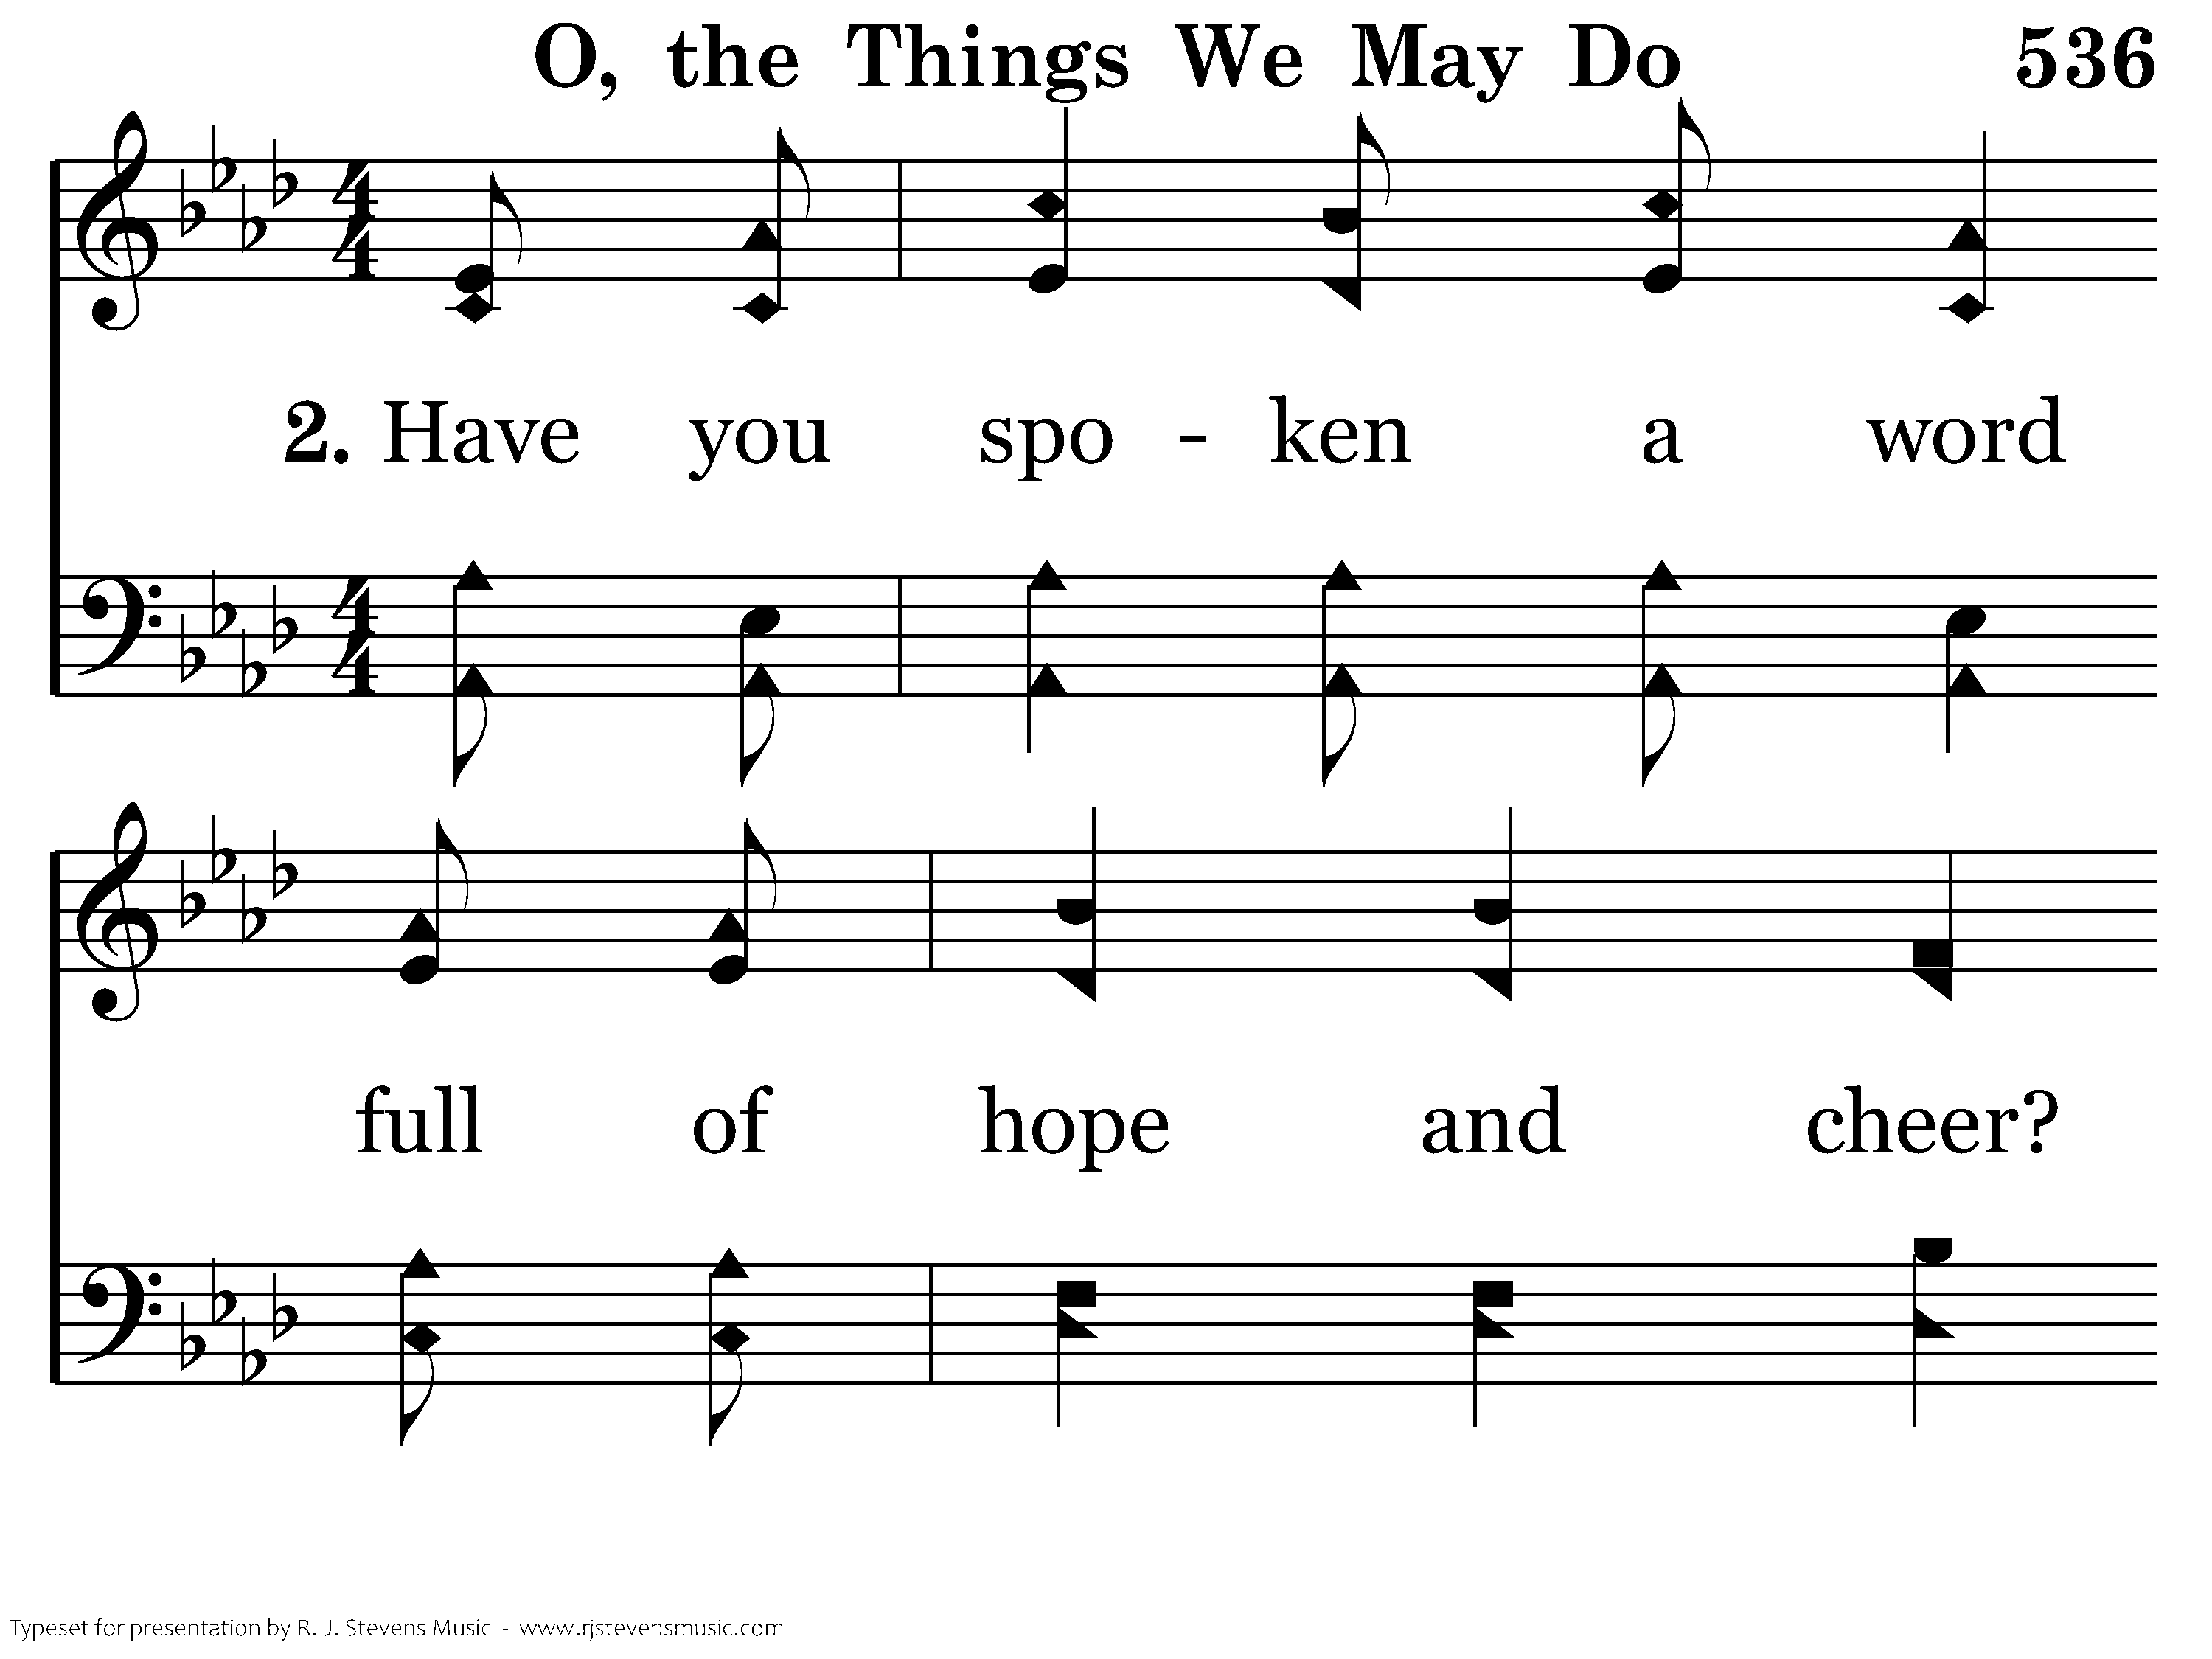 O, the Things We May Do 536
2. Have you spo - ken a word
full of hope and cheer?
Typeset for presentation by R. J. Stevens Music - www.rjstevensmusic.com